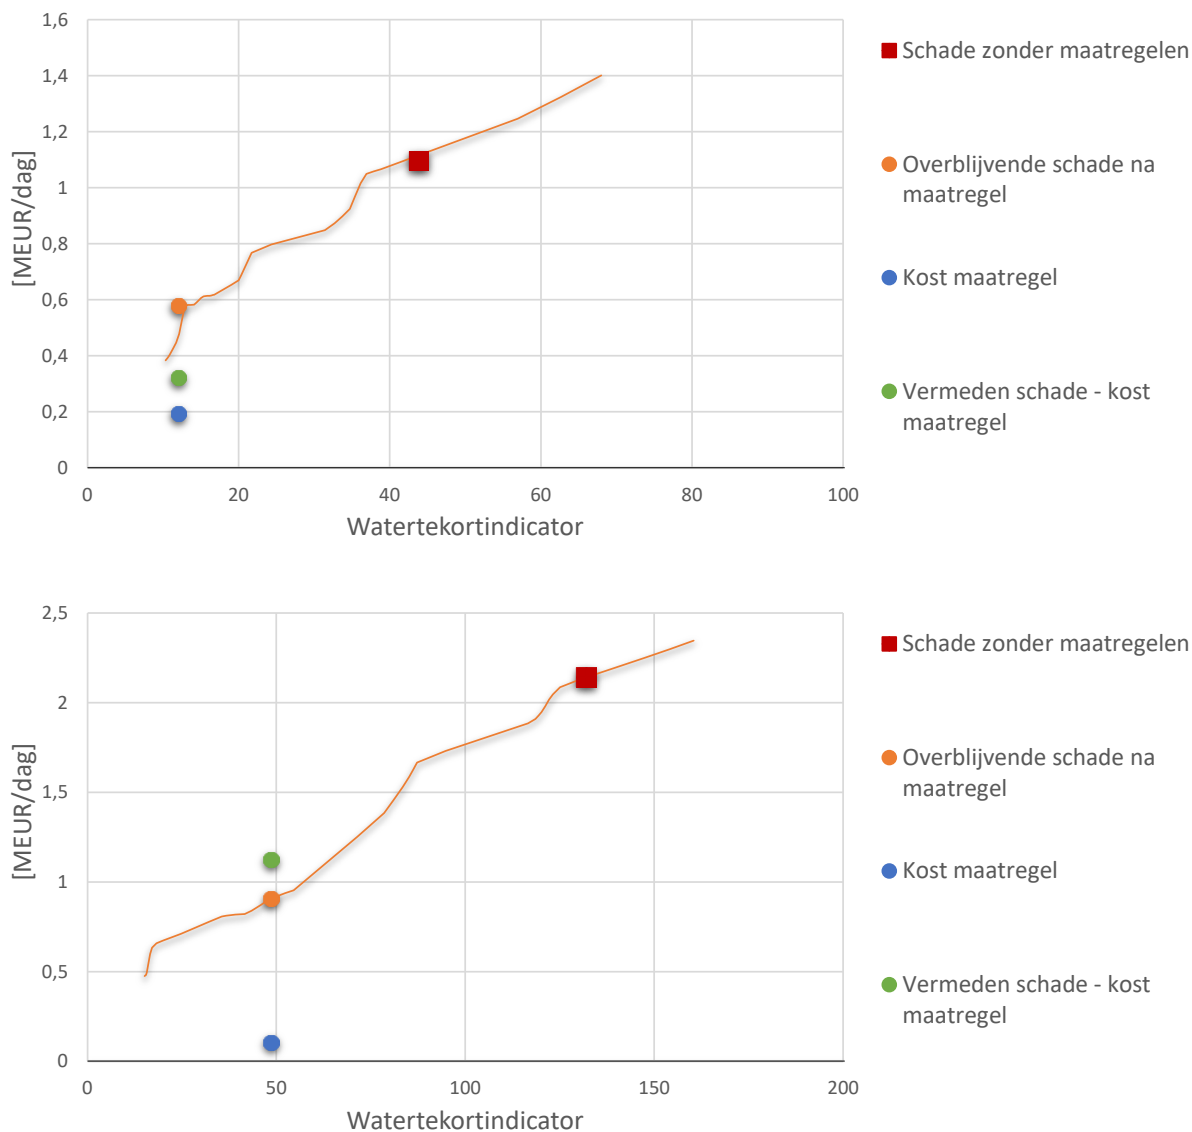 1,6
1,4
1,2
1
0,8
0,6
0,4
0,2
0
[MEUR/dag]
0 20 40 60 80 100
Watertekortindicator
Schade zonder maatregelen
Overblijvende schade na
maatregel
Kost maatregel
Vermeden schade - kost
maatregel
2,5
2
1,5
1
0,5
0
[MEUR/dag]
0 50 100 150 200
Watertekortindicator
Schade zonder maatregelen
Overblijvende schade na
maatregel
Kost maatregel
Vermeden schade - kost
maatregel